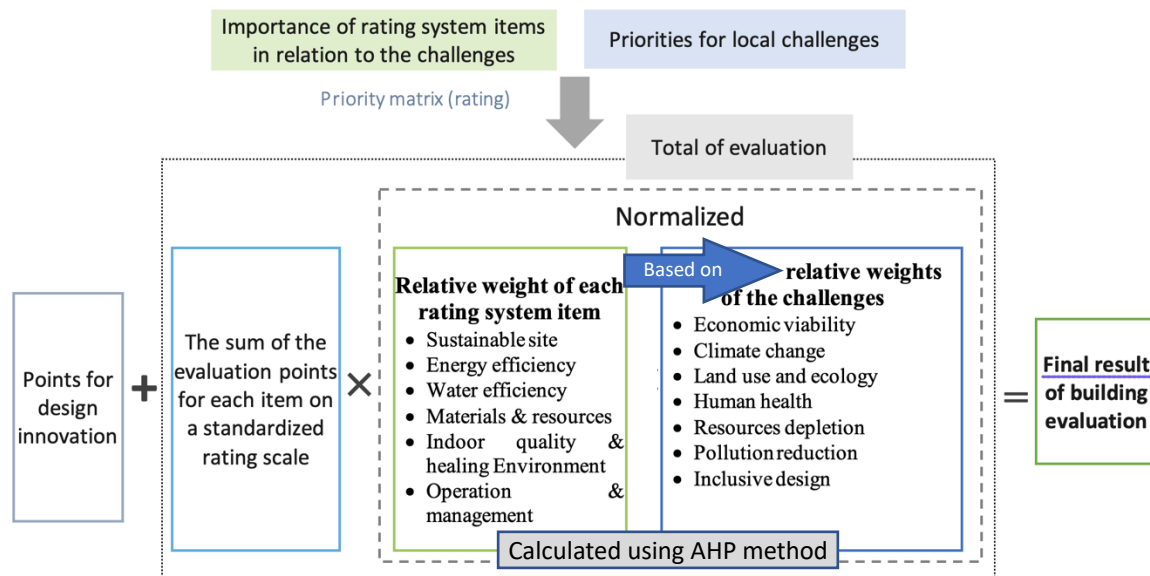 Importance of rating system items
in relation to the challenges
Priorities for local challenges
Priority matrix (rating)
Total of evaluation
Normalized
Points for
design
innovation
+
The sum of the
evaluation points
for each item on
a standardized
rating scale
×
Relative weight of each
rating system item
• Sustainable site
• Energy efficiency
• Water efficiency
• Materials & resources
• Indoor quality &
healing Environment
• Operation &
management
Based on
relative weights
of the challenges
• Economic viability
• Climate change
• Land use and ecology
• Human health
• Resources depletion
• Pollution reduction
• Inclusive design
Calculated using AHP method
=
Final result
of building
evaluation